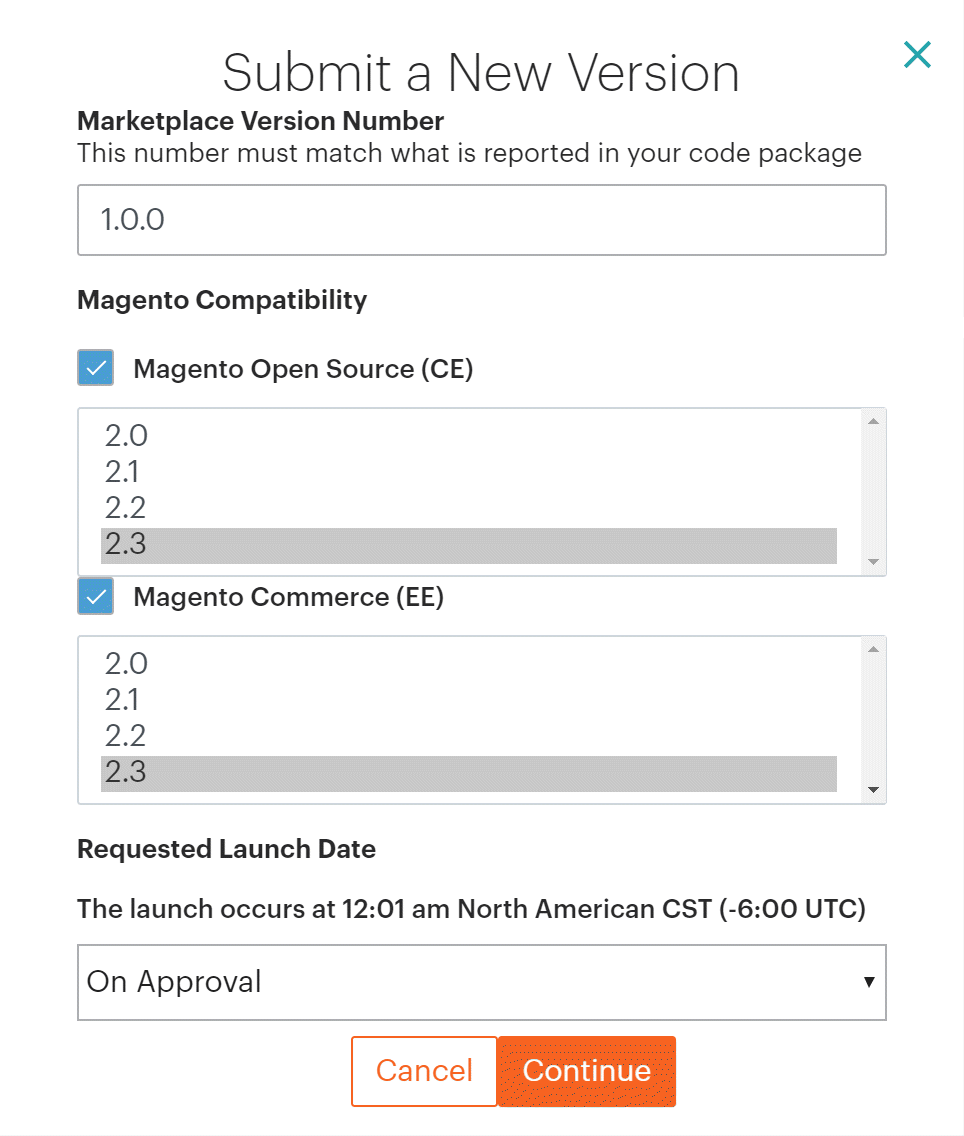 Submit a New Version
Marketplace Version Number
This number must match what is reported in your code package
1.0.0
Magento Compatibility
Magento Open Source (CE)
2.0
2.1
2.2
2.3
Magento Commerce (EE)
2.0
2.1
2.2
2.3
Requested Launch Date
The launch occurs at 12:01 am North American CST (-6:00 UTC)
On Approval
Cancel Continue